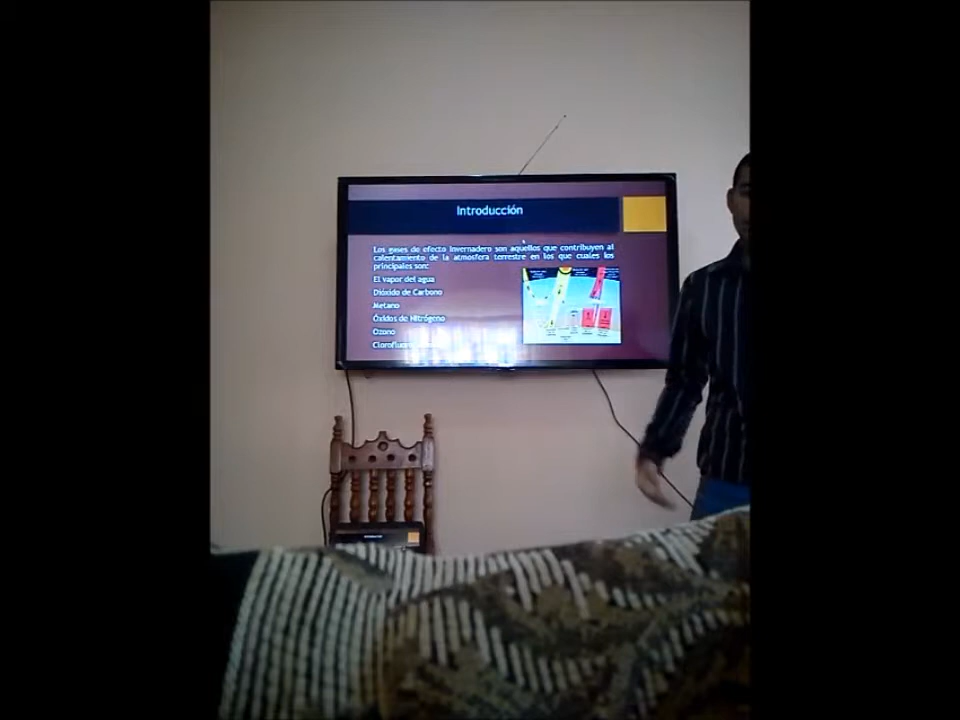 Introducción
Los gases de efecto invernadero son aquellos que contribuyen al
calentamiento de la atmosfera terrestre en los que cuales los
principales son:
El vapor del agua
Dióxido de Carbono
Metano
Óxidos de Nitrógeno
Ozono